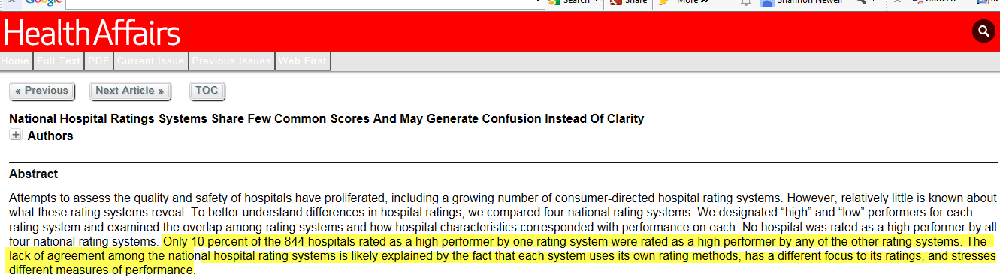 Google
Search
Share
More »
Shannon Newell
Convert
HealthAffairs
Home Full Text PDF Current Issue Previous Issues Web First
« Previous Next Article » TOC
National Hospital Ratings Systems Share Few Common Scores And May Generate Confusion Instead Of Clarity
Authors
Abstract
Attempts to assess the quality and safety of hospitals have proliferated, including a growing number of consumer-directed hospital rating systems. However, relatively little is known about
what these rating systems reveal. To better understand differences in hospital ratings, we compared four national rating systems. We designated “high” and “low” performers for each
rating system and examined the overlap among rating systems and how hospital characteristics corresponded with performance on each. No hospital was rated as a high performer by all
four national rating systems. Only 10 percent of the 844 hospitals rated as a high performer by one rating system were rated as a high performer by any of the other rating systems. The
lack of agreement among the national hospital rating systems is likely explained by the fact that each system uses its own rating methods, has a different focus to its ratings, and stresses
different measures of performance.